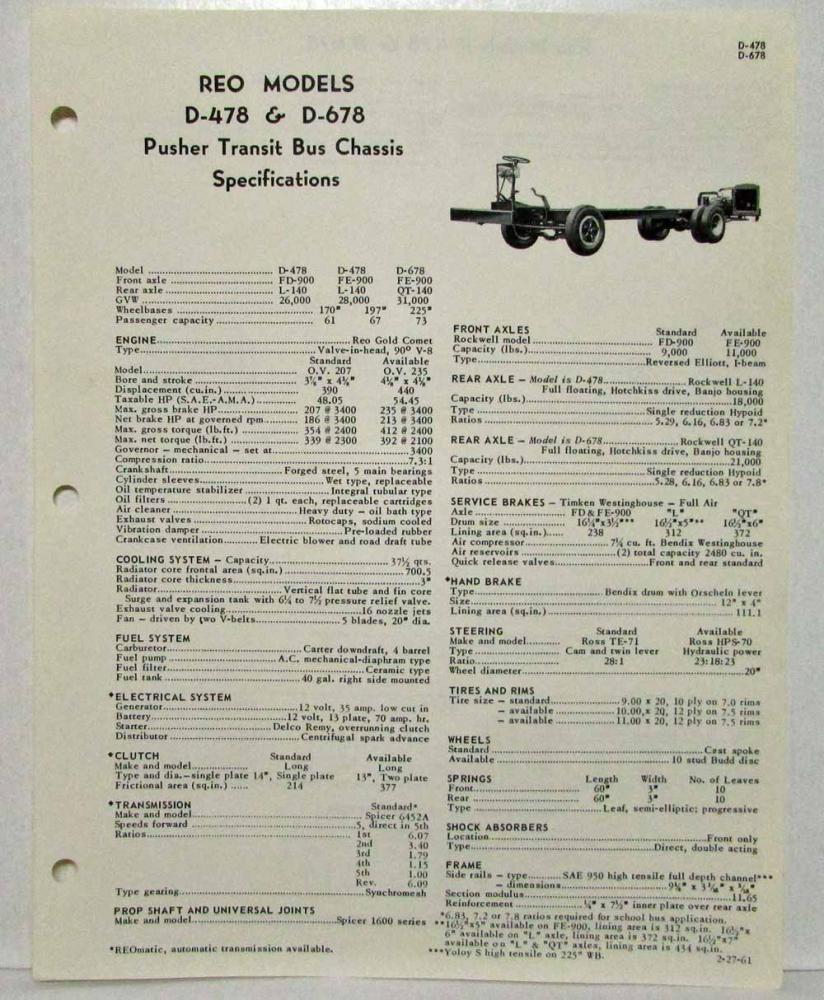 D-478
D-678
REO MODELS
D-478 & D-678
Pusher Transit Bus Chassis
Specifications
Model ........ D-478 D-478 D-678
Front axle ........ FD-900 FE-900 FE-900
Rear axle ........ L-140 L-140 QT-140
GVW ........ 26,000 28,000 31,000
Wheelbases ........ 170" 197" 225"
Passenger capacity ........ 61 67 73
ENGINE ........ Reo Gold Comet
Type ........ Valve-in-head, 90° V-8
Standard Available
Model ........ O.V. 207 O.V. 235
Bore and stroke ........ 3⅞" x 4⅛" 4⅛" x 4⅛"
Displacement (cu.in.) ........ 390 440
Taxable HP (S.A.E.-A.M.A.) ........ 48.05 54.45
Max. gross brake HP ........ 207 @ 3400 235 @ 3400
Net brake HP at governed rpm ........ 186 @ 3400 213 @ 3400
Max. gross torque (lb.ft.) ........ 354 @ 2400 412 @ 2400
Max. net torque (lb.ft.) ........ 339 @ 2300 392 @ 2100
Governor - mechanical - set at ........ 3400
Compression ratio ........ 7.3:1
Crankshaft ........ Forged steel, 5 main bearings
Cylinder sleeves ........ Wet type, replaceable
Oil temperature stabilizer ........ Integral tubular type
Oil filters ........ (2) 1 qt. each, replaceable cartridges
Air cleaner ........ Heavy duty - oil bath type
Exhaust valves ........ Rotocaps, sodium cooled
Vibration damper ........ Pre-loaded rubber
Crankcase ventilation ........ Electric blower and road draft tube
COOLING SYSTEM - Capacity ........ 37½ qts.
Radiator core frontal area (sq.in.) ........ 700.5
Radiator core thickness ........ 3"
Radiator ........ Vertical flat tube and fin core
Surge and expansion tank with 6¼ to 7½ pressure relief valve.
Exhaust valve cooling ........ 16 nozzle jets
Fan - driven by two V-belts ........ 5 blades, 20" dia.
FUEL SYSTEM
Carburetor ........ Carter downdraft, 4 barrel
Fuel pump ........ A.C. mechanical-diaphram type
Fuel filter ........ Ceramic type
Fuel tank ........ 40 gal. right side mounted
*ELECTRICAL SYSTEM
Generator ........ 12 volt, 35 amp. low cut in
Battery ........ 12 volt, 13 plate, 70 amp. hr.
Starter ........ Delco Remy, overrunning clutch
Distributor ........ Centrifugal spark advance
*CLUTCH Standard Available
Make and model ........ Long Long
Type and dia.-single plate 14", Single plate 13", Two plate
Frictional area (sq.in.) ...... 214 377
*TRANSMISSION Standard*
Make and model ........ Spicer 6452A
Speeds forward ........ 5, direct in 5th
Ratios ........ 1st 6.07
2nd 3.40
3rd 1.79
4th 1.15
5th 1.00
Rev. 6.09
Type gearing ........ Synchromesh
PROP SHAFT AND UNIVERSAL JOINTS
Make and model ........ Spicer 1600 series
*REOmatic, automatic transmission available.
FRONT AXLES Standard Available
Rockwell model ........ FD-900 FE-900
Capacity (lbs.) ........ 9,000 11,000
Type ........ Reversed Elliott, I-beam
REAR AXLE - Model is D-478 ........ Rockwell L-140
Full floating, Hotchkiss drive, Banjo housing
Capacity (lbs.) ........ 18,000
Type ........ Single reduction Hypoid
Ratios ........ 5.29, 6.16, 6.83 or 7.2*
REAR AXLE - Model is D-678 ........ Rockwell QT-140
Full floating, Hotchkiss drive, Banjo housing
Capacity (lbs.) ........ 21,000
Type ........ Single reduction Hypoid
Ratios ........ 5.28, 6.16, 6.83 or 7.8*
SERVICE BRAKES - Timken Westinghouse - Full Air
Axle ........ FD & FE-900 "L" "QT"
Drum size ........ 16¼"x3½"** 16½"x5"** 16½"x6"
Lining area (sq.in.) ...... 238 312 372
Air compressor ........ 7¼ cu. ft. Bendix Westinghouse
Air reservoirs ........ (2) total capacity 2480 cu. in.
Quick release valves ........ Front and rear standard
*HAND BRAKE
Type ........ Bendix drum with Orscheln lever
Size ........ 12" x 4"
Lining area (sq.in.) ........ 111.1
STEERING Standard Available
Make and model ........ Ross TE-71 Ross HPS-70
Type ........ Cam and twin lever Hydraulic power
Ratio ........ 28:1 23:18:23
Wheel diameter ........ 20"
TIRES AND RIMS
Tire size - standard ........ 9.00 x 20, 10 ply on 7.0 rims
- available ........ 10.00 x 20, 12 ply on 7.5 rims
- available ........ 11.00 x 20, 12 ply on 7.5 rims
WHEELS
Standard ........ Cast spoke
Available ........ 10 stud Budd disc
SPRINGS Length Width No. of Leaves
Front ........ 60" 3" 10
Rear ........ 60" 3" 10
Type ........ Leaf, semi-elliptic; progressive
SHOCK ABSORBERS
Location ........ Front only
Type ........ Direct, double acting
FRAME
Side rails - type ........ SAE 950 high tensile full depth channel***
- dimensions ........
Section modulus ........ 11.65
Reinforcement ........ ¼" x 7½" inner plate over rear axle
*6.83, 7.2 or 7.8 ratios required for school bus application.
**16½"x5" available on FE-900, lining area is 312 sq.in. 16½"x
6" available on "L" axle, lining area is 372 sq.in. 16½"x7"
available on "L" & "QT" axles, lining area is 434 sq.in.
***Yoloy S high tensile on 225" WB.
2-27-61